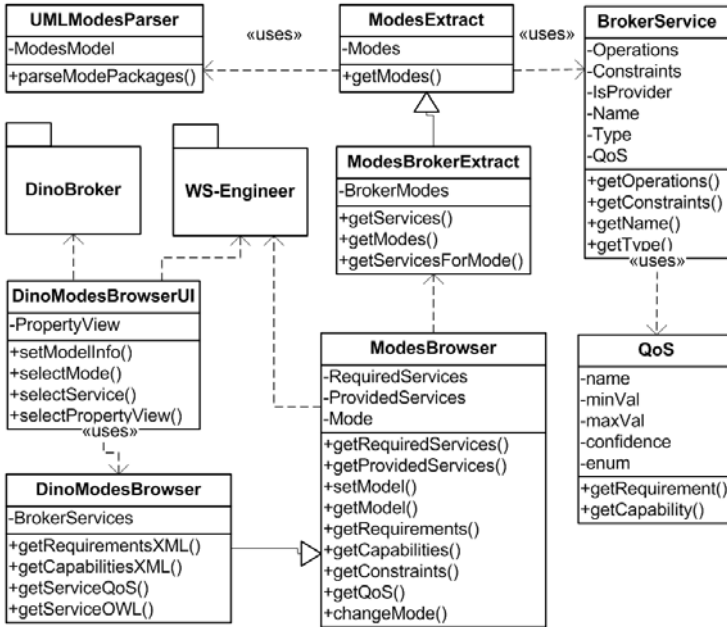 UMLModesParser
-ModesModel
+parseModePackages()
«uses»
ModesExtract
-Modes
+getModes()
«uses»
BrokerService
-Operations
-Constraints
-IsProvider
-Name
-Type
-QoS
+getOperations()
+getConstraints()
+getName()
+getType()
«uses»
DinoBroker
WS-Engineer
ModesBrokerExtract
-BrokerModes
+getServices()
+getModes()
+getServicesForMode()
DinoModesBrowserUI
-PropertyView
+setModelInfo()
+selectMode()
+selectService()
+selectPropertyView()
«uses»
ModesBrowser
-RequiredServices
-ProvidedServices
-Mode
+getRequiredServices()
+getProvidedServices()
+setModel()
+getModel()
+getRequirements()
+getCapabilities()
+getConstraints()
+getQoS()
+changeMode()
QoS
-name
-minVal
-maxVal
-confidence
-enum
+getRequirement()
+getCapability()
DinoModesBrowser
-BrokerServices
+getRequirementsXML()
+getCapabilitiesXML()
+getServiceQoS()
+getServiceOWL()